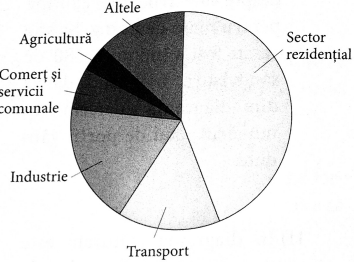 Altele
Agricultură
Sector
rezidențial
Comerț și
servicii
comunale
Industrie
Transport